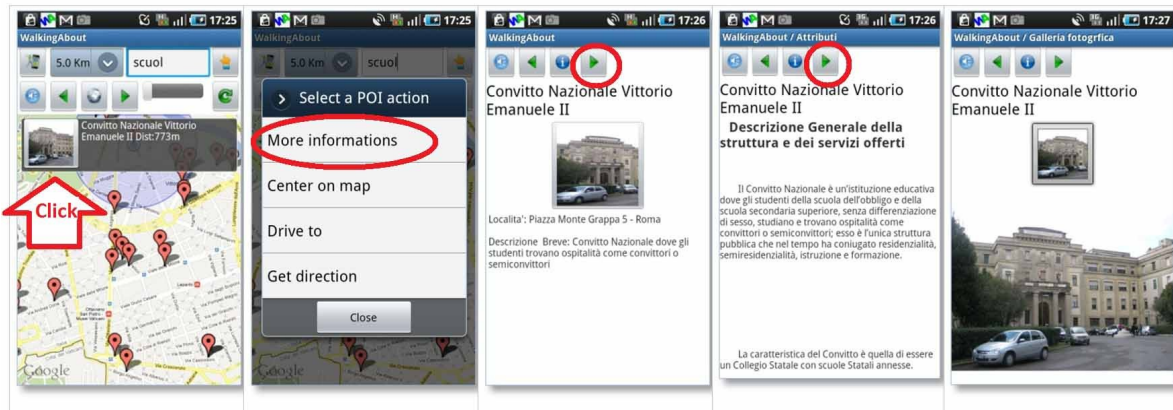 17:25
WalkingAbout
5.0 Km
scuol
Convitto Nazionale Vittorio
Emanuele II Dist:773m
Click
Google
17:25
WalkingAbout
5.0 Km
scuol
Select a POI action
More informations
Center on map
Drive to
Get direction
Close
17:26
WalkingAbout
Convitto Nazionale Vittorio
Emanuele II
Localita': Piazza Monte Grappa 5 - Roma
Descrizione Breve: Convitto Nazionale dove gli
studenti trovano ospitalità come convittori o
semiconvittori
17:26
WalkingAbout / Attributi
Convitto Nazionale Vittorio
Emanuele II
Descrizione Generale della
struttura e dei servizi offerti
Il Convitto Nazionale è un'istituzione educativa
dove gli studenti della scuola dell'obbligo e della
scuola secondaria superiore, senza differenziazione
di sesso, studiano e trovano ospitalità come
convittori o semiconvittori; esso è l'unica struttura
pubblica che nel tempo ha coniugato residenzialità,
semiresidenzialità, istruzione e formazione.
La caratteristica del Convitto è quella di essere
un Collegio Statale con scuole Statali annesse.
17:27
WalkingAbout / Galleria fotogrfica
Convitto Nazionale Vittorio
Emanuele II